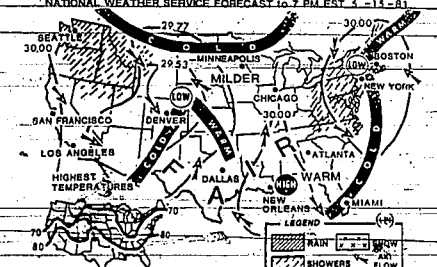 NATIONAL WEATHER SERVICE FORECAST to 7 PM EST 5-15-81
29.77
30.00
SEATTLE
30.00
COLD
WARM
BOSTON
29.53
MINNEAPOLIS
MILDER
LOW
NEW YORK
LOW
CHICAGO
30.00
SAN FRANCISCO
DENVER
WARM
COLD
LOS ANGELES
ATLANTA
F
A
I
R
COLD
HIGHEST
TEMPERATURES
DALLAS
HIGH
WARM
NEW
ORLEANS
MIAMI
70
80
70
80
LEGEND
RAIN
SNOW
SHOWERS
AIR
FLOW